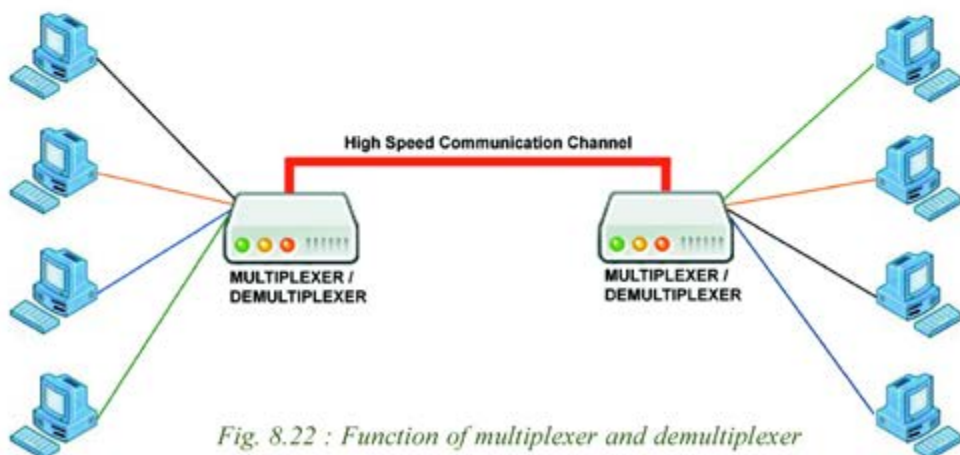 High Speed Communication Channel
MULTIPLEXER /
DEMULTIPLEXER
MULTIPLEXER /
DEMULTIPLEXER
Fig. 8.22 : Function of multiplexer and demultiplexer